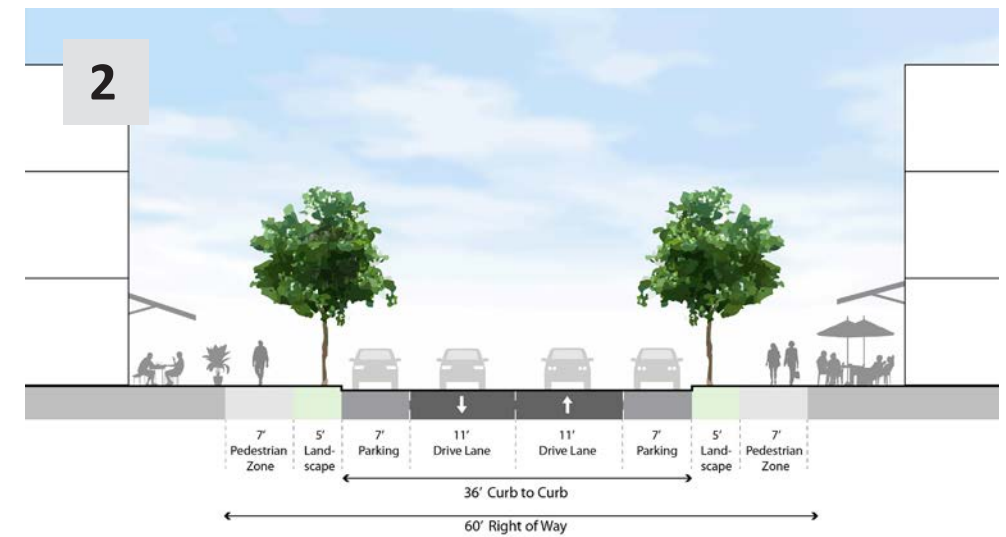 2
7'
Pedestrian
Zone
5'
Land-
scape
7'
Parking
11'
Drive Lane
11'
Drive Lane
7'
Parking
5'
Land-
scape
7'
Pedestrian
Zone
36' Curb to Curb
60' Right of Way